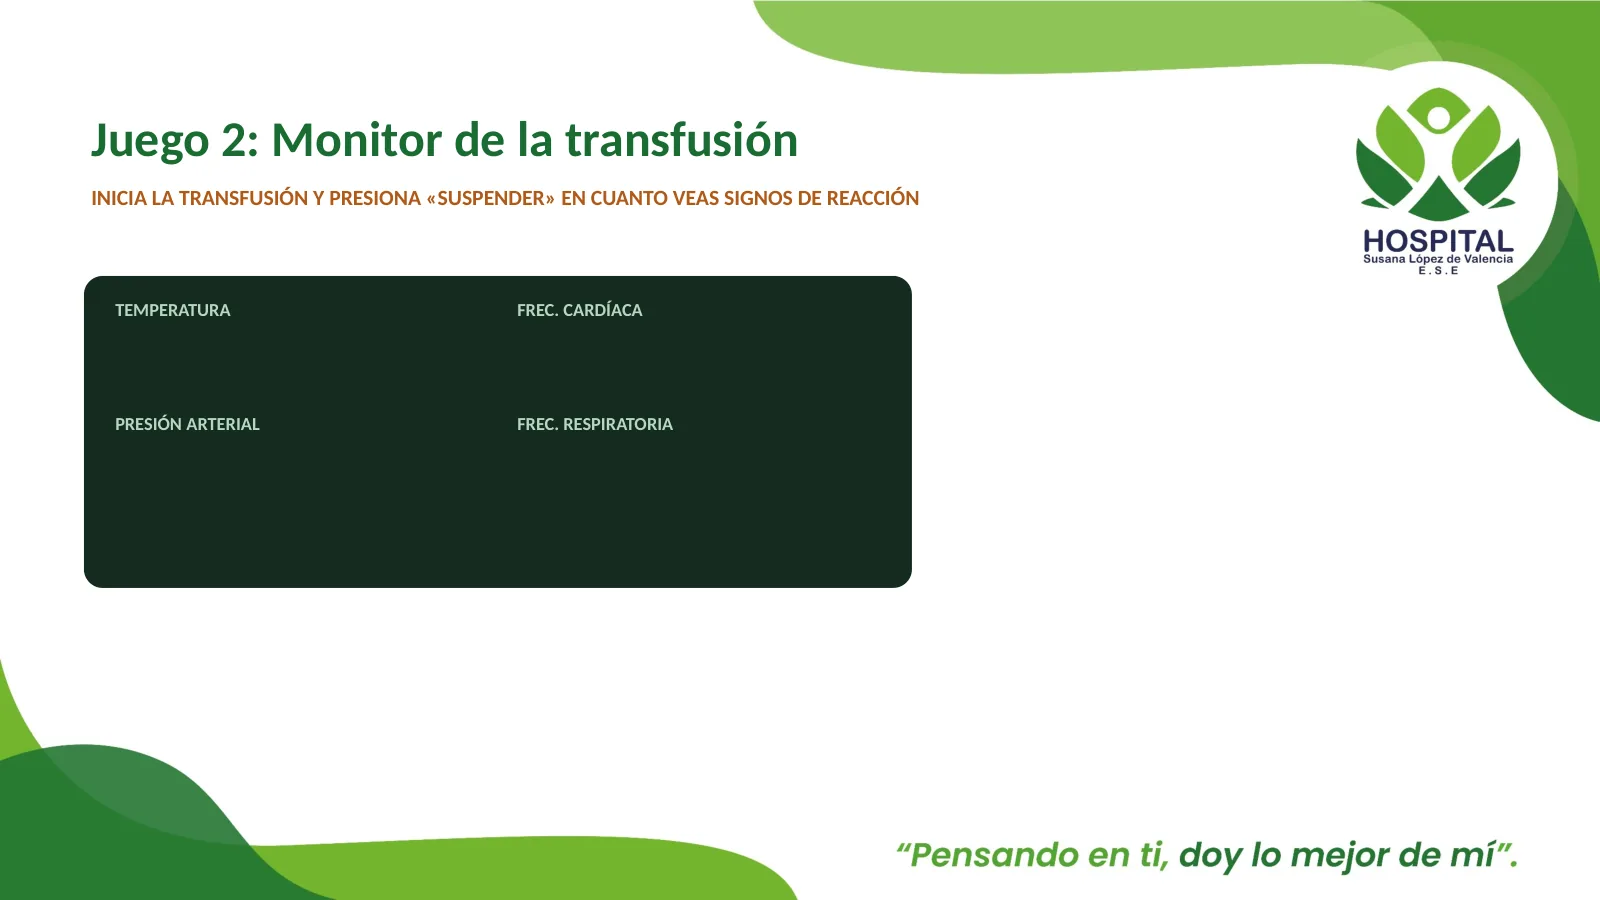 Juego 2: Monitor de la transfusión
INICIA LA TRANSFUSIÓN Y PRESIONA «SUSPENDER» EN CUANTO VEAS SIGNOS DE REACCIÓN
HOSPITAL
Susana López de Valencia
E.S.E
TEMPERATURA
FREC. CARDÍACA
PRESIÓN ARTERIAL
FREC. RESPIRATORIA
“Pensando en ti, doy lo mejor de mí”.